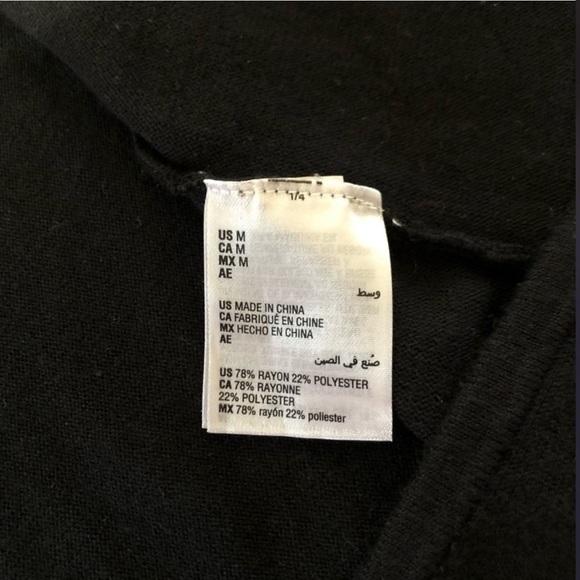 1/4
US M
CA M
MX M
AE
وسط
US MADE IN CHINA
CA FABRIQUÉ EN CHINE
MX HECHO EN CHINA
AE
صُنع في الصين
US 78% RAYON 22% POLYESTER
CA 78% RAYONNE
22% POLYESTER
MX 78% rayón 22% poliester